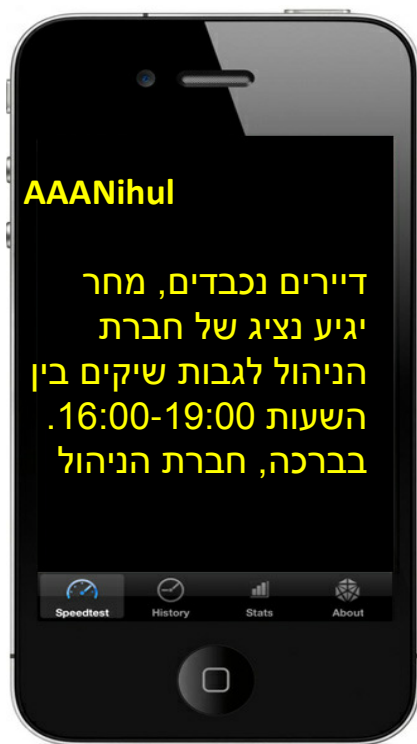 AAANihul
דיירים נכבדים, מחר
יגיע נציג של חברת
הניהול לגבות שיקים בין
השעות 16:00-19:00.
בברכה, חברת הניהול
Speedtest
History
Stats
About